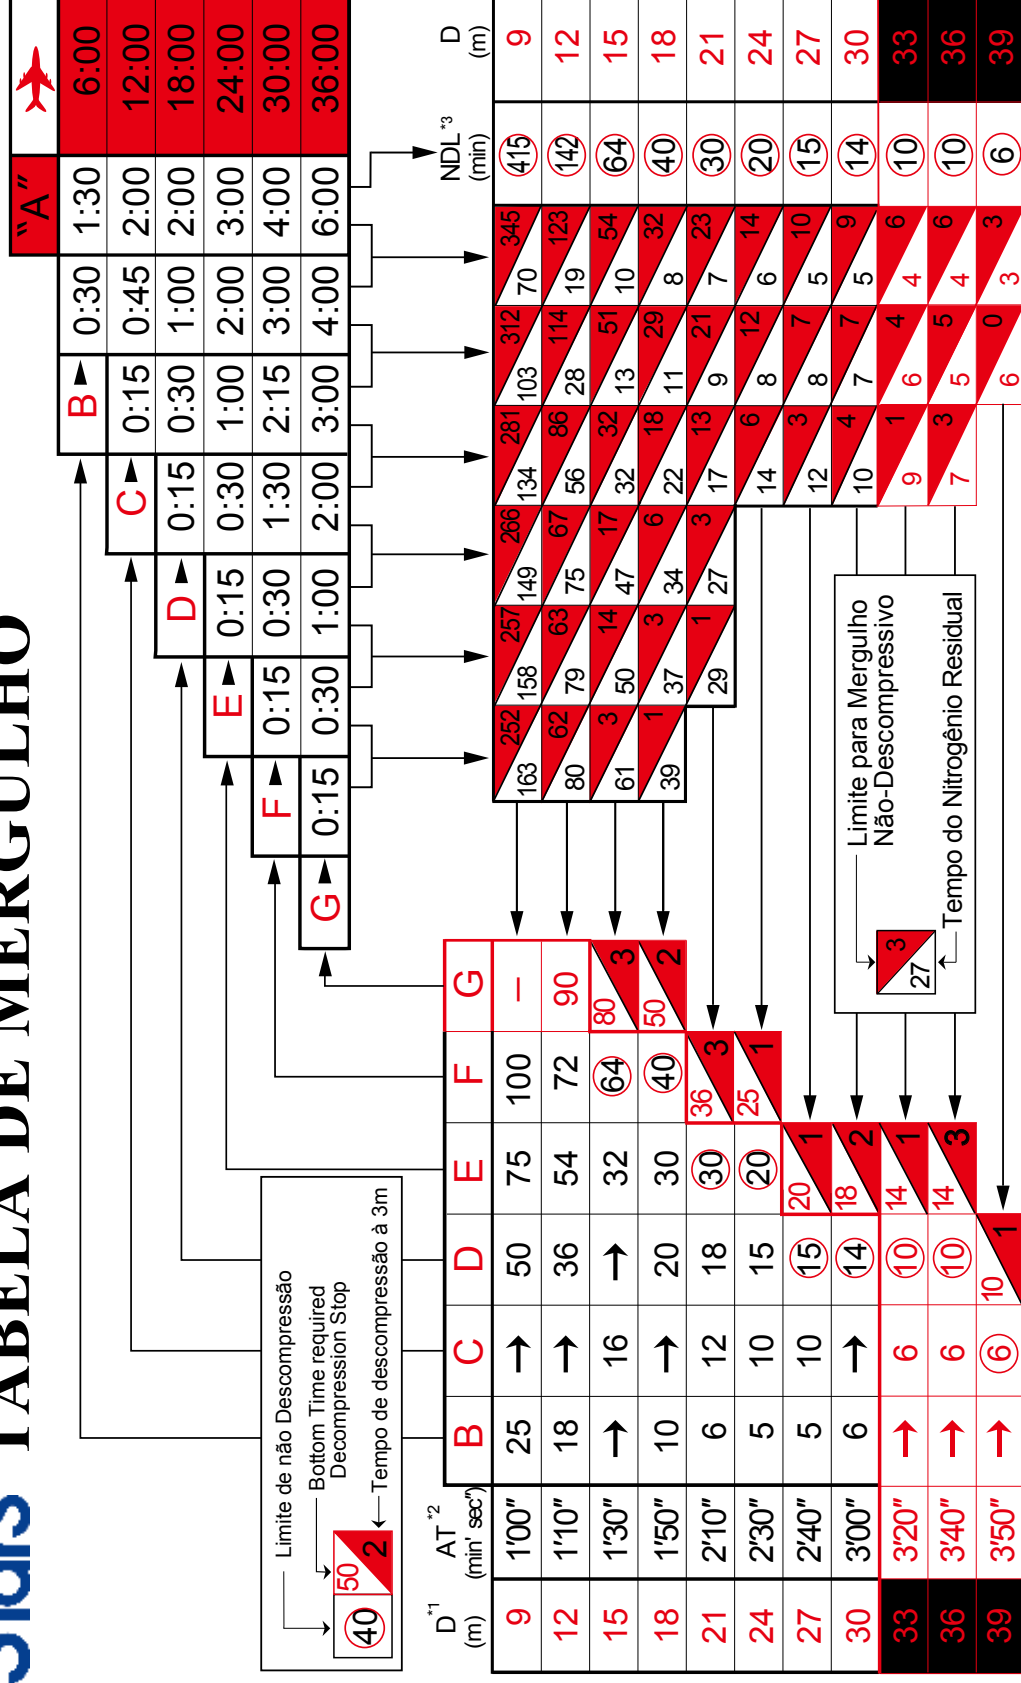 Stars TABELA DE MERGULHO
"A"
B 0:30 1:30 6:00
C 0:15 0:45 2:00 12:00
D 0:15 0:30 1:00 2:00 18:00
E 0:15 0:30 1:00 2:00 3:00 24:00
F 0:15 0:30 1:30 2:15 3:00 4:00 30:00
G 0:15 0:30 1:00 2:00 3:00 4:00 6:00 36:00
Limite de não Descompressão
Bottom Time required
Decompression Stop
Tempo de descompressão à 3m
40 50 2
D*1 (m) AT*2 (min' sec") B C D E F G NDL*3 (min) D (m)
9 1'00" 25 → 50 75 100 – 163 252 158 257 149 266 134 281 103 312 70 345 415 9
12 1'10" 18 → 36 54 72 90 80 62 79 63 75 67 56 86 28 114 19 123 142 12
15 1'30" → 16 → 32 64 80 3 61 3 50 14 47 17 32 32 13 51 10 54 64 15
18 1'50" 10 → 20 30 40 50 2 39 1 37 3 34 6 22 18 11 29 8 32 40 18
21 2'10" 6 12 18 30 36 3 29 1 27 3 17 13 9 21 7 23 30 21
24 2'30" 5 10 15 20 25 1 14 6 8 12 6 14 20 24
27 2'40" 5 10 15 20 1 12 3 8 7 5 10 15 27
30 3'00" 6 → 14 18 2 10 4 7 7 5 9 14 30
33 3'20" → 6 10 14 1 9 1 6 4 4 6 10 33
36 3'40" → 6 10 14 3 7 3 5 5 4 6 10 36
39 3'50" → 6 10 1 6 0 3 3 6 39
Limite para Mergulho
Não-Descompressivo
27 3
Tempo do Nitrogênio Residual